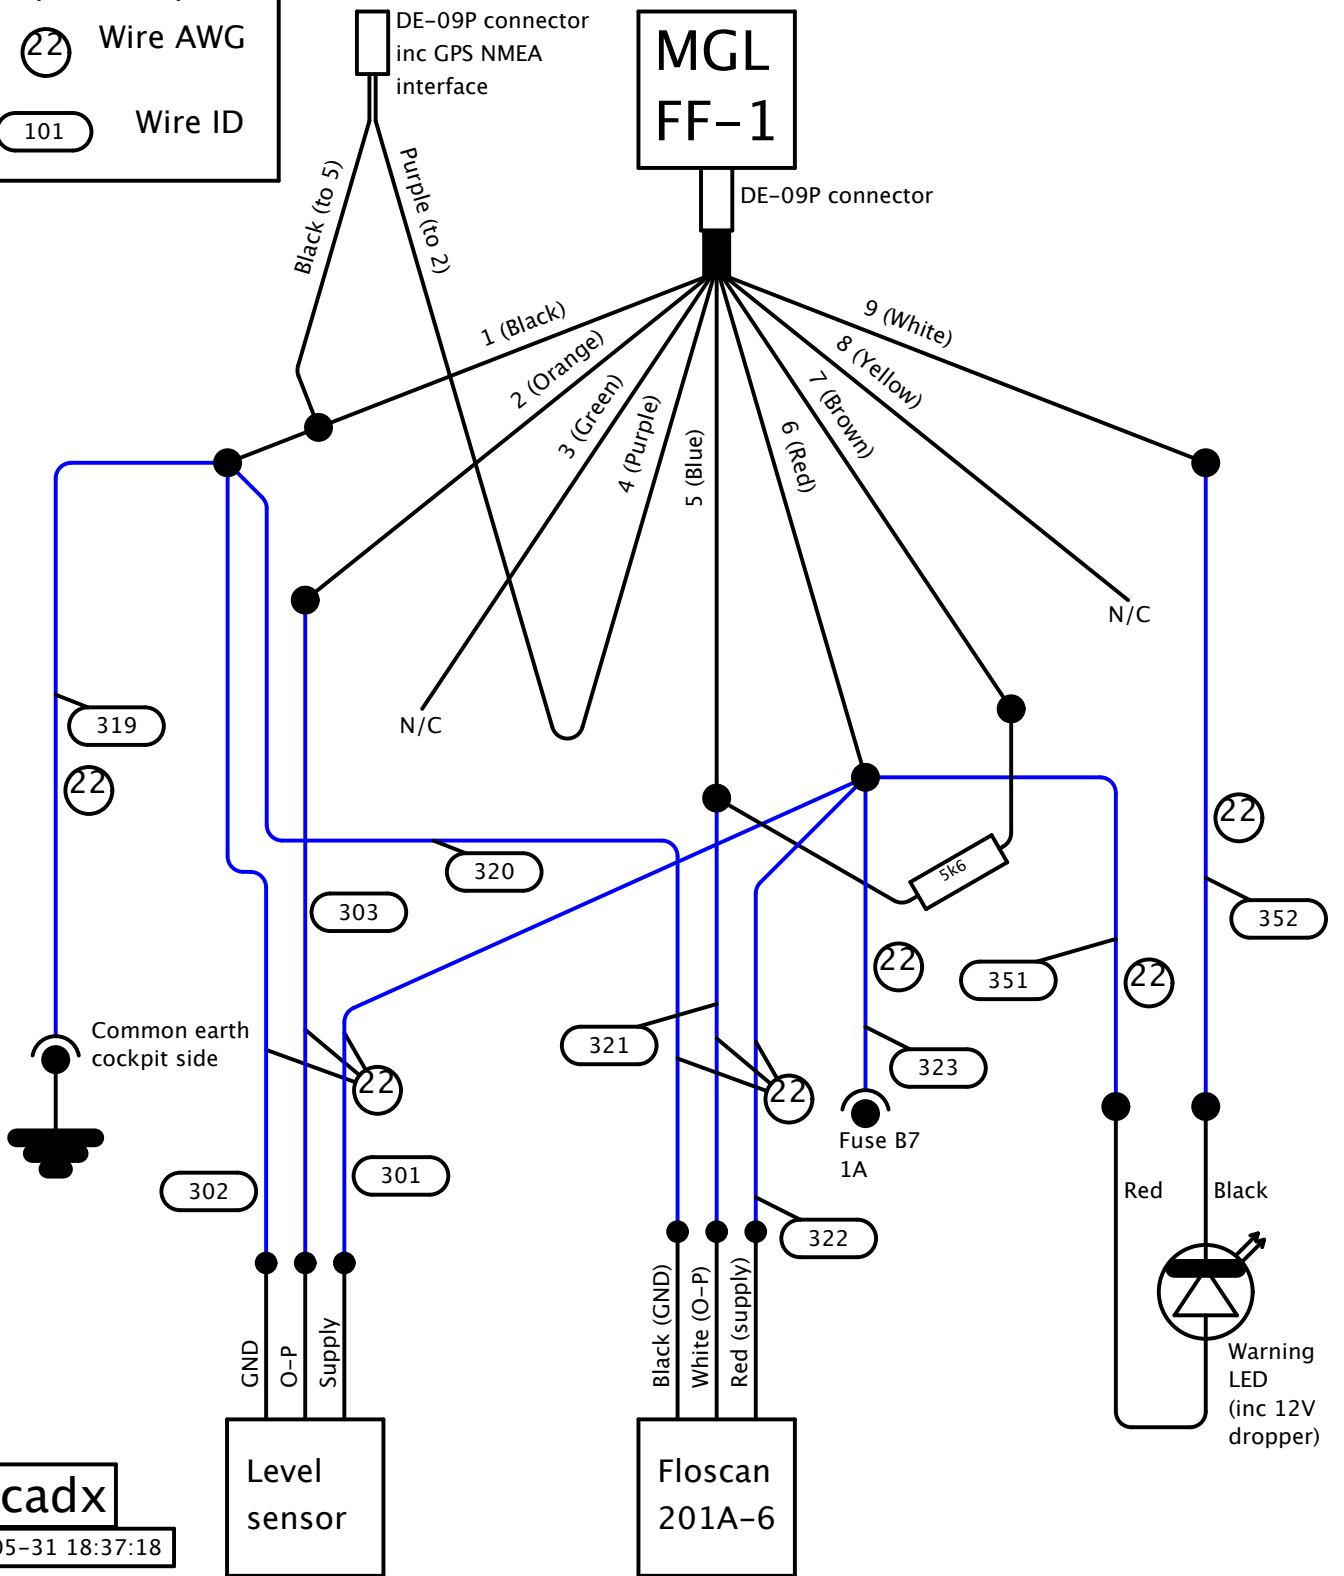 22
Wire AWG
101
Wire ID
DE-09P connector
inc GPS NMEA
interface
MGL
FF-1
DE-09P connector
Black (to 5)
Purple (to 2)
1 (Black)
2 (Orange)
3 (Green)
4 (Purple)
5 (Blue)
6 (Red)
7 (Brown)
8 (Yellow)
9 (White)
N/C
N/C
319
22
320
303
5k6
22
352
22
351
22
321
323
Common earth
cockpit side
22
22
Fuse B7
1A
302
301
322
Red
Black
GND
O-P
Supply
Black (GND)
White (O-P)
Red (supply)
Warning
LED
(inc 12V
dropper)
Level
sensor
Floscan
201A-6
cadx
05-31 18:37:18